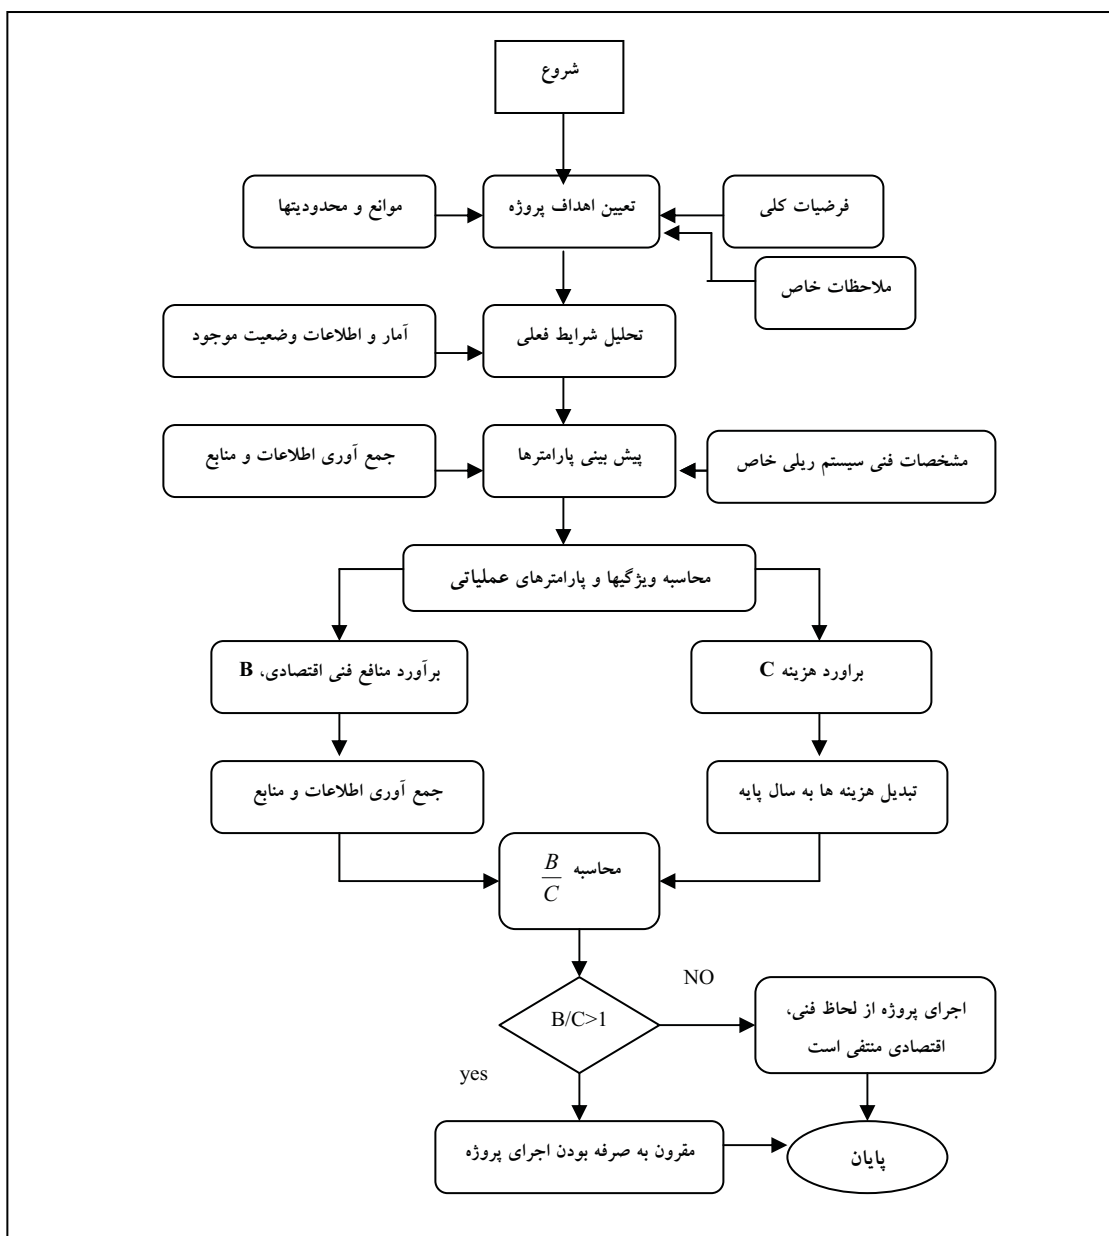 شروع
فرضیات کلی
تعیین اهداف پروژه
موانع و محدودیتها
ملاحظات خاص
تحلیل شرایط فعلی
آمار و اطلاعات وضعیت موجود
مشخصات فنی سیستم ریلی خاص
پیش بینی پارامترها
جمع آوری اطلاعات و منابع
محاسبه ویژگیها و پارامترهای عملیاتی
براورد هزینه C
برآورد منافع فنی اقتصادی، B
تبدیل هزینه ها به سال پایه
جمع آوری اطلاعات و منابع
محاسبه B/C
B/C>1
NO
اجرای پروژه از لحاظ فنی،
اقتصادی منتفی است
yes
مقرون به صرفه بودن اجرای پروژه
پایان